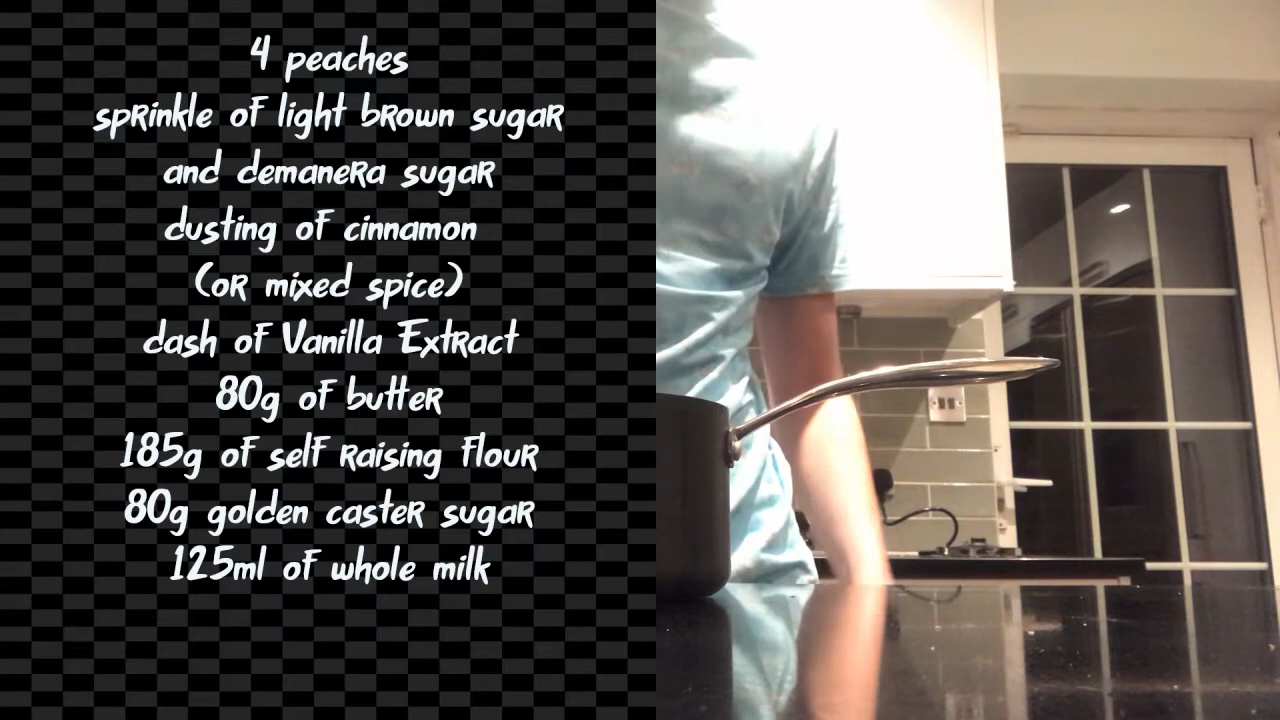 4 peaches
sprinkle of light brown sugar
and demanera sugar
dusting of cinnamon
(or mixed spice)
dash of Vanilla Extract
80g of butter
185g of self raising flour
80g golden caster sugar
125ml of whole milk